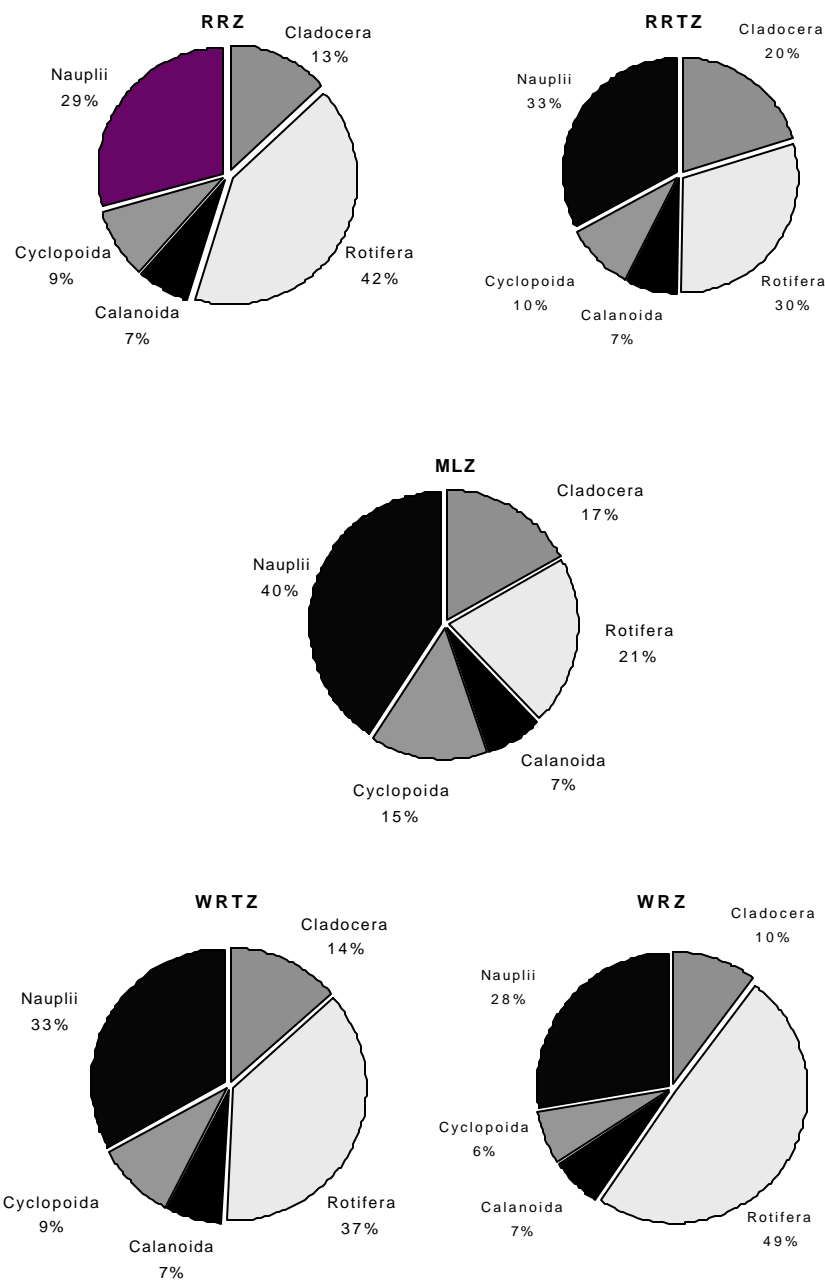 RRZ
Cladocera
13%
Nauplii
29%
Rotifera
42%
Cyclopoida
9%
Calanoida
7%
RRTZ
Cladocera
20%
Nauplii
33%
Rotifera
30%
Cyclopoida
10%
Calanoida
7%
MLZ
Cladocera
17%
Nauplii
40%
Rotifera
21%
Calanoida
7%
Cyclopoida
15%
WRTZ
Cladocera
14%
Nauplii
33%
Rotifera
37%
Cyclopoida
9%
Calanoida
7%
WRZ
Cladocera
10%
Nauplii
28%
Cyclopoida
6%
Calanoida
7%
Rotifera
49%